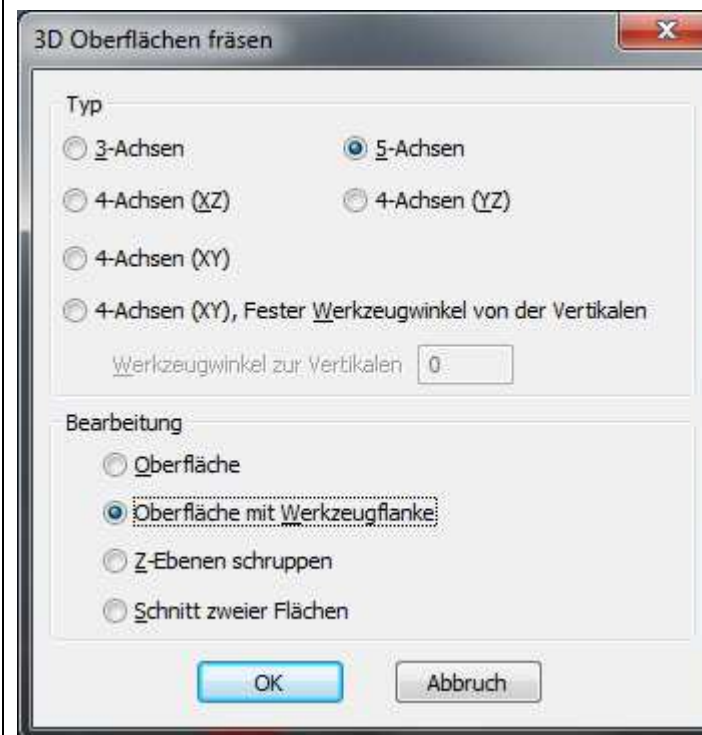 3D Oberflächen fräsen
Typ
3-Achsen
5-Achsen
4-Achsen (XZ)
4-Achsen (YZ)
4-Achsen (XY)
4-Achsen (XY), Fester Werkzeugwinkel von der Vertikalen
Werkzeugwinkel zur Vertikalen 0
Bearbeitung
Oberfläche
Oberfläche mit Werkzeugflanke
Z-Ebenen schruppen
Schnitt zweier Flächen
OK
Abbruch